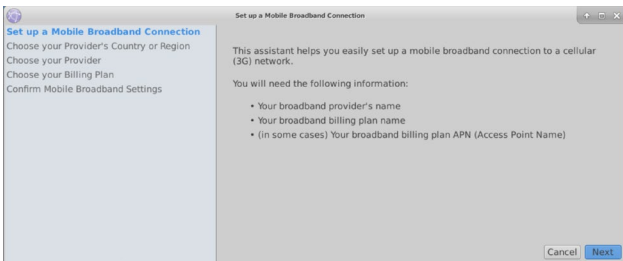 Set up a Mobile Broadband Connection
Set up a Mobile Broadband Connection
Choose your Provider's Country or Region
Choose your Provider
Choose your Billing Plan
Confirm Mobile Broadband Settings
This assistant helps you easily set up a mobile broadband connection to a cellular
(3G) network.
You will need the following information:
• Your broadband provider's name
• Your broadband billing plan name
• (in some cases) Your broadband billing plan APN (Access Point Name)
Cancel Next